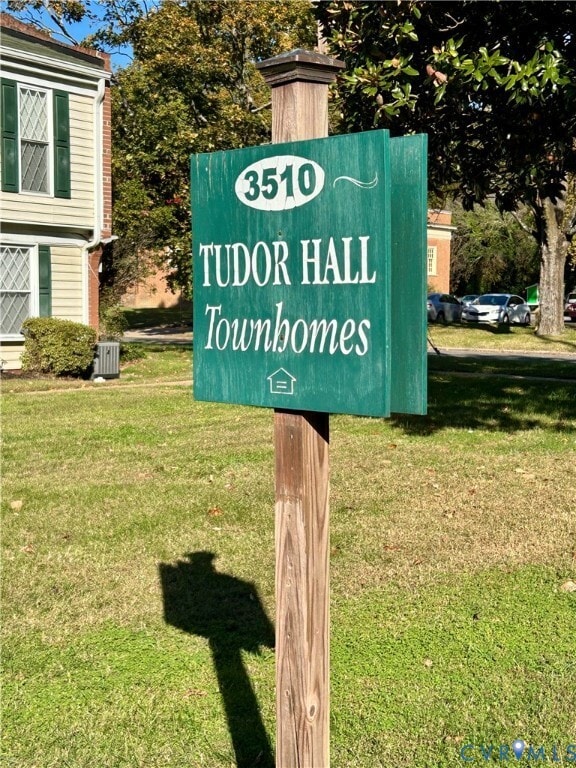 3510
TUDOR HALL
Townhomes
CVRMLS